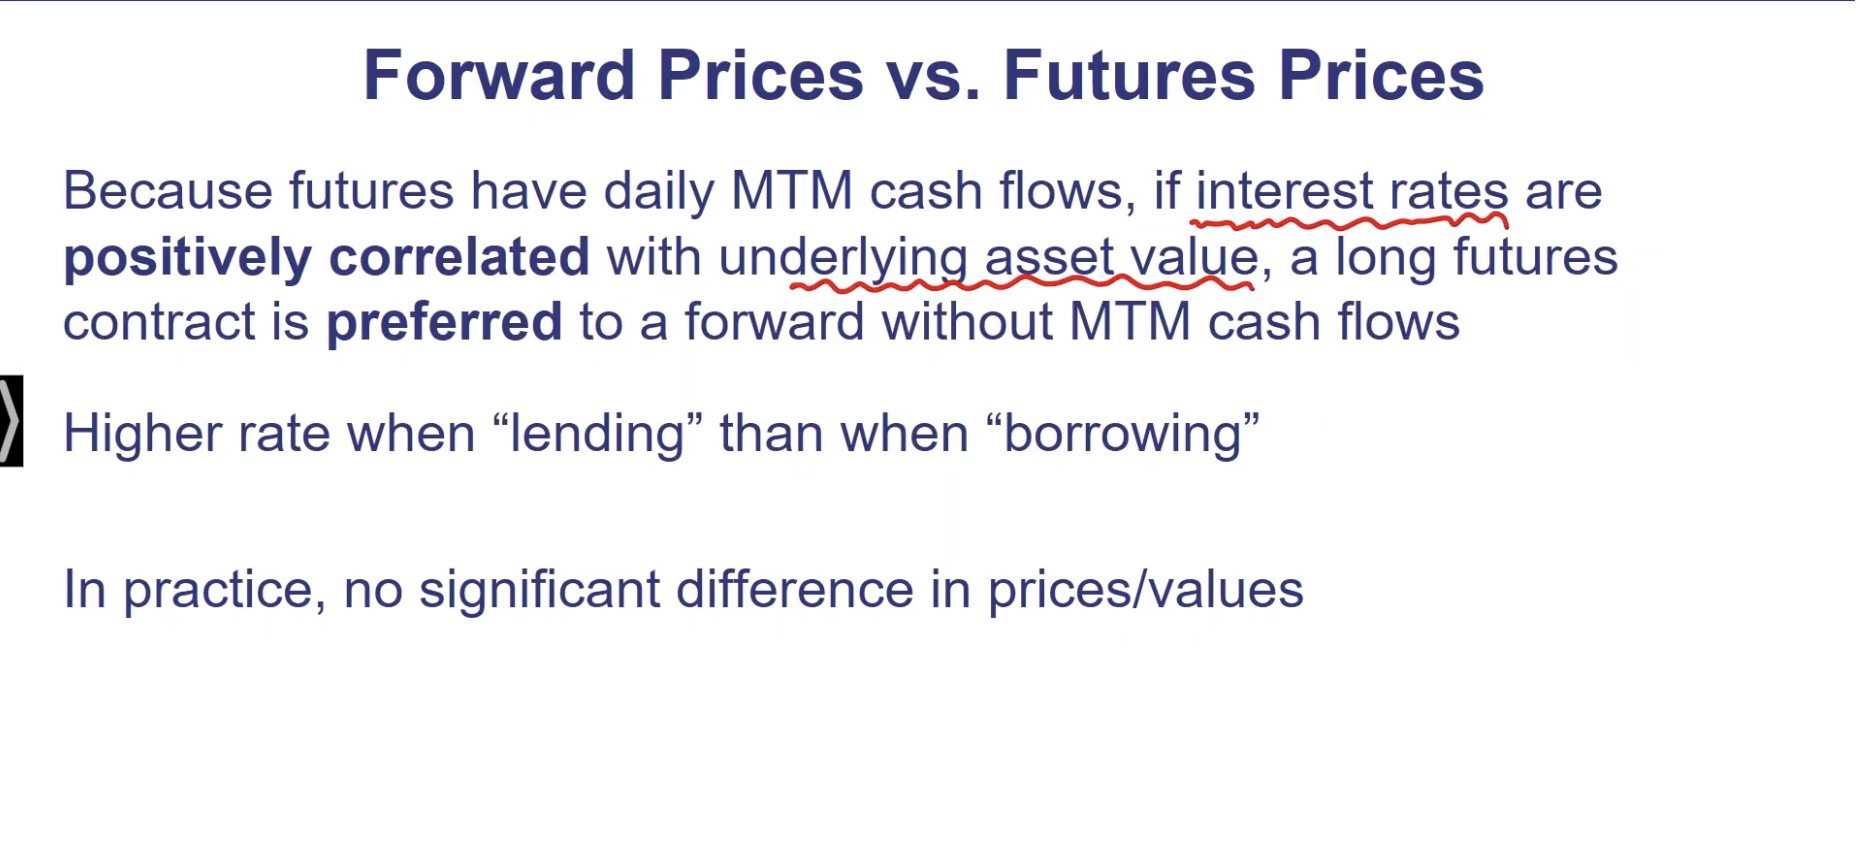 Forward Prices vs. Futures Prices
Because futures have daily MTM cash flows, if interest rates are
positively correlated with underlying asset value, a long futures
contract is preferred to a forward without MTM cash flows
Higher rate when “lending” than when “borrowing”
In practice, no significant difference in prices/values